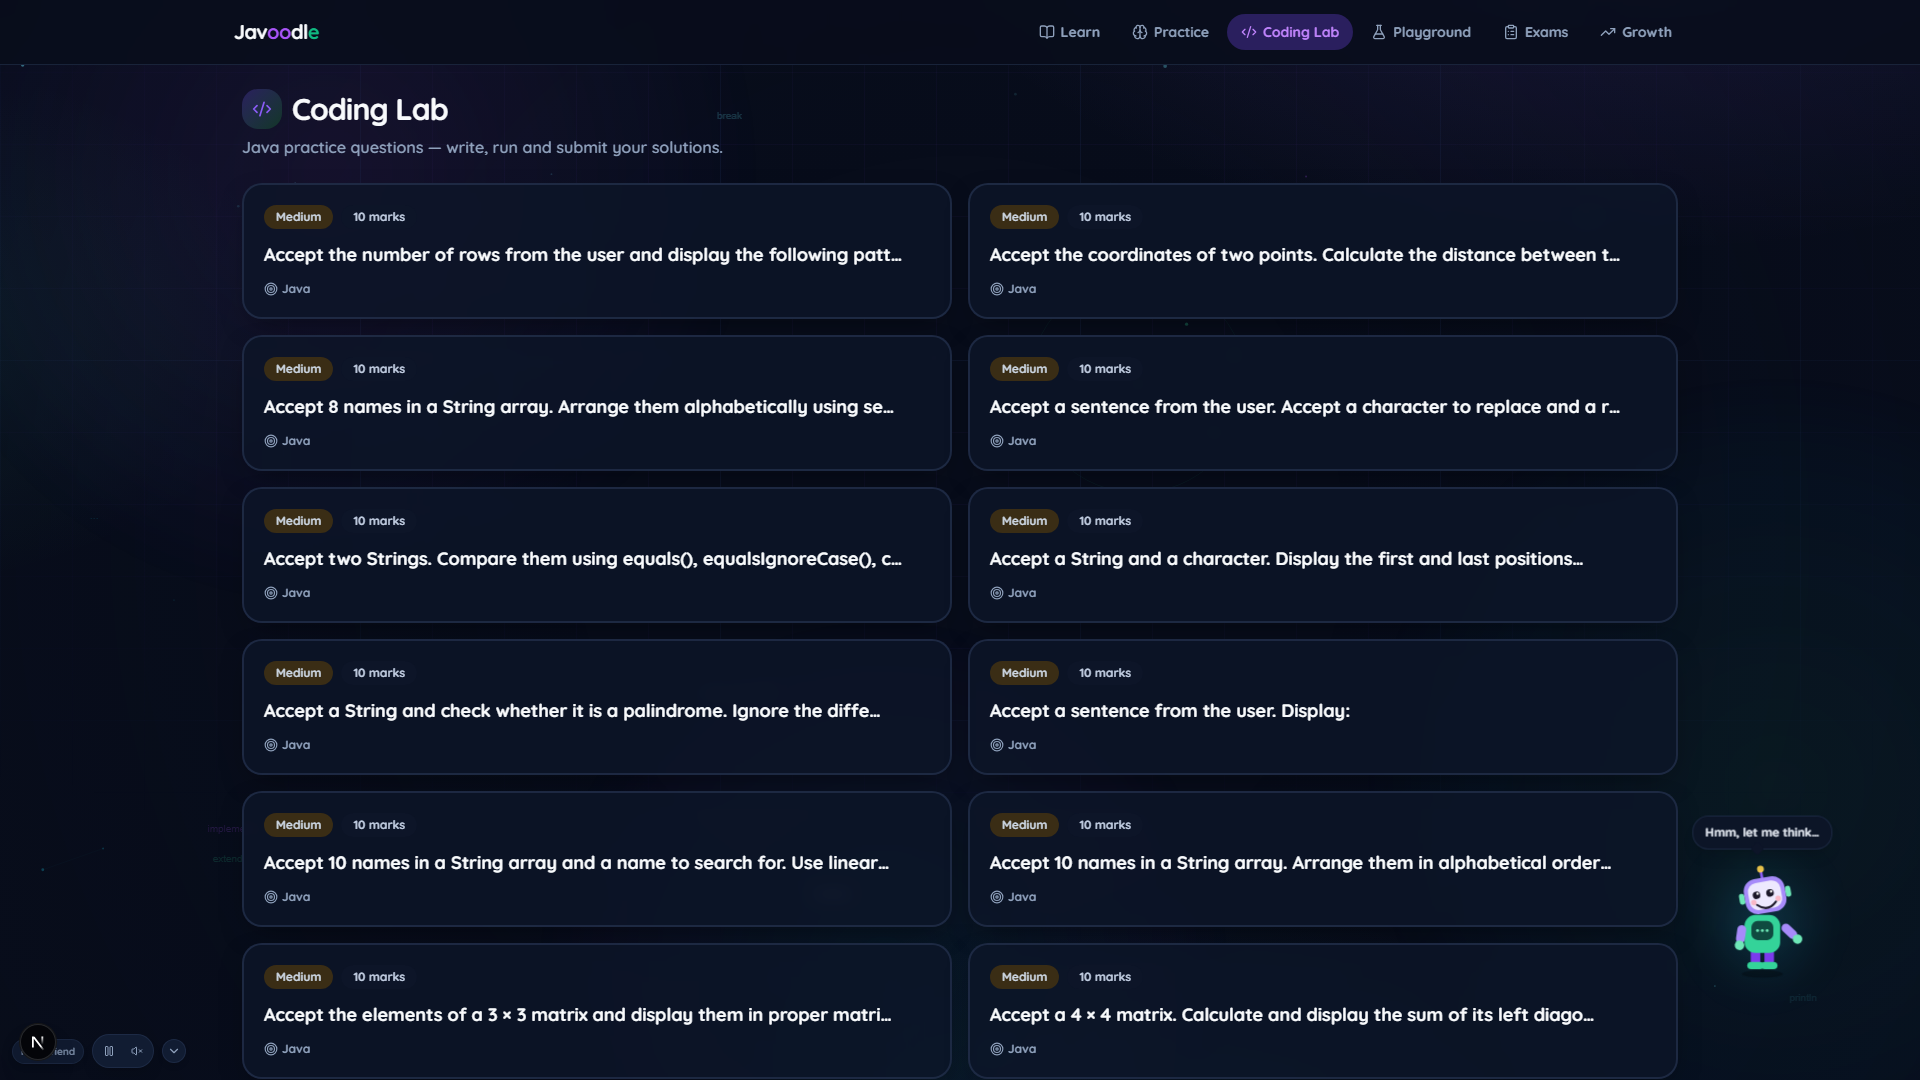 Javoodle
Learn
Practice
Coding Lab
Playground
Exams
Growth
Coding Lab
break
Java practice questions — write, run and submit your solutions.
Medium 10 marks
Accept the number of rows from the user and display the following patt...
Java
Medium 10 marks
Accept the coordinates of two points. Calculate the distance between t...
Java
Medium 10 marks
Accept 8 names in a String array. Arrange them alphabetically using se...
Java
Medium 10 marks
Accept a sentence from the user. Accept a character to replace and a r...
Java
Medium 10 marks
Accept two Strings. Compare them using equals(), equalsIgnoreCase(), c...
Java
Medium 10 marks
Accept a String and a character. Display the first and last positions...
Java
Medium 10 marks
Accept a String and check whether it is a palindrome. Ignore the diffe...
Java
Medium 10 marks
Accept a sentence from the user. Display:
Java
Medium 10 marks
Accept 10 names in a String array and a name to search for. Use linear...
Java
Medium 10 marks
Accept 10 names in a String array. Arrange them in alphabetical order...
Java
Medium 10 marks
Accept the elements of a 3 × 3 matrix and display them in proper matri...
Java
Medium 10 marks
Accept a 4 × 4 matrix. Calculate and display the sum of its left diago...
Java
Hmm, let me think...
println
impleme
extend
N
iend